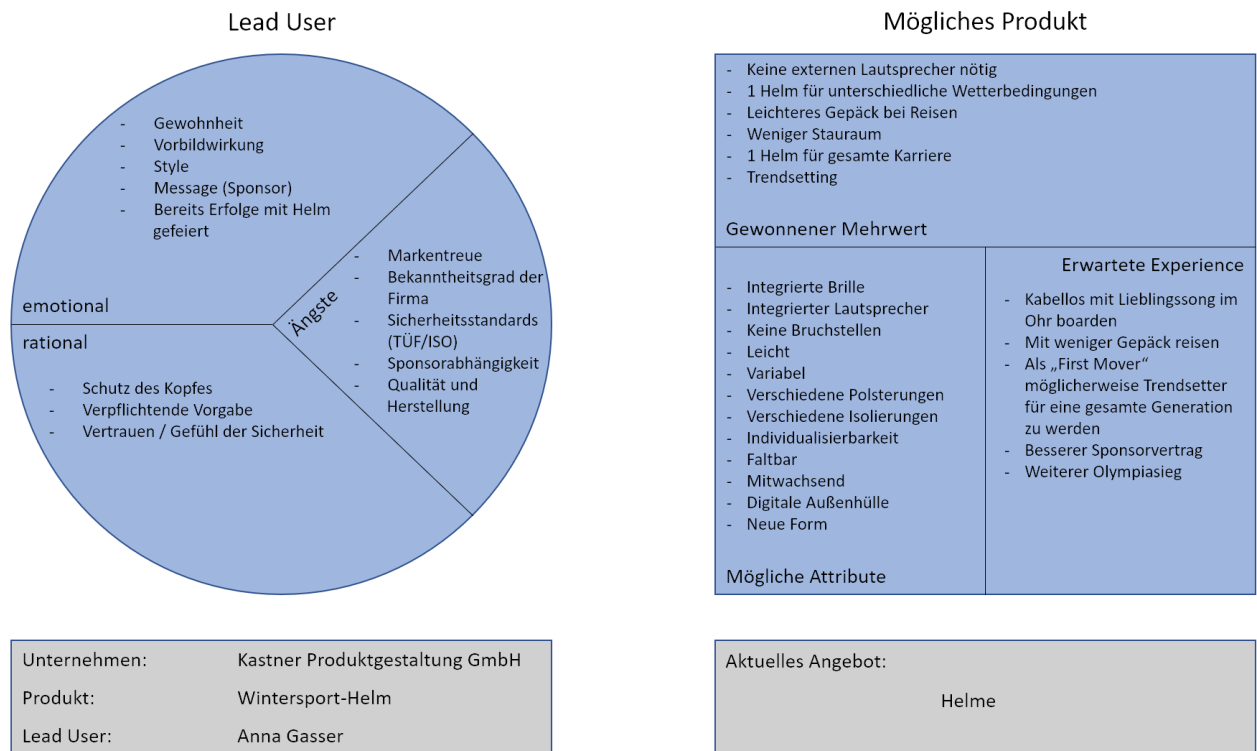 Lead User
- Gewohnheit
- Vorbildwirkung
- Style
- Message (Sponsor)
- Bereits Erfolge mit Helm
gefeiert
emotional
Ängste
- Markentreue
- Bekanntheitsgrad der
Firma
- Sicherheitsstandards
(TÜF/ISO)
- Sponsorabhängigkeit
- Qualität und
Herstellung
rational
- Schutz des Kopfes
- Verpflichtende Vorgabe
- Vertrauen / Gefühl der Sicherheit
Unternehmen: Kastner Produktgestaltung GmbH
Produkt: Wintersport-Helm
Lead User: Anna Gasser
Mögliches Produkt
- Keine externen Lautsprecher nötig
- 1 Helm für unterschiedliche Wetterbedingungen
- Leichteres Gepäck bei Reisen
- Weniger Stauraum
- 1 Helm für gesamte Karriere
- Trendsetting
Gewonnener Mehrwert
- Integrierte Brille
- Integrierter Lautsprecher
- Keine Bruchstellen
- Leicht
- Variabel
- Verschiedene Polsterungen
- Verschiedene Isolierungen
- Individualisierbarkeit
- Faltbar
- Mitwachsend
- Digitale Außenhülle
- Neue Form
Mögliche Attribute
Erwartete Experience
- Kabellos mit Lieblingssong im
Ohr boarden
- Mit weniger Gepäck reisen
- Als „First Mover“
möglicherweise Trendsetter
für eine gesamte Generation
zu werden
- Besserer Sponsorvertrag
- Weiterer Olympiasieg
Aktuelles Angebot:
Helme